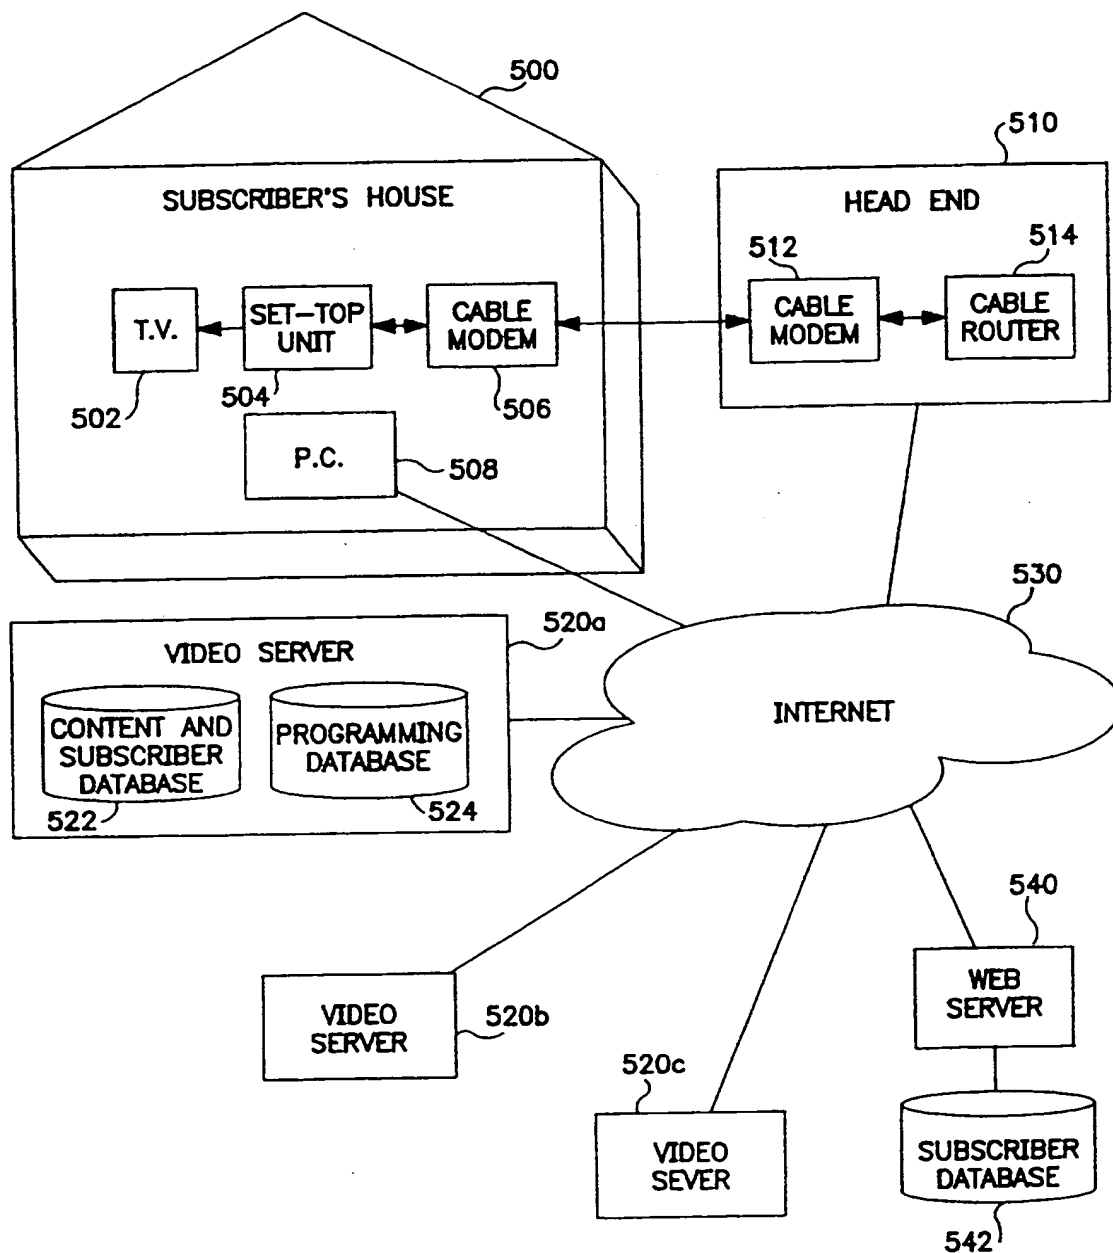 500
510
SUBSCRIBER'S HOUSE
HEAD END
512
514
T.V.
SET-TOP
UNIT
CABLE
MODEM
CABLE
MODEM
CABLE
ROUTER
502
504
506
P.C.
508
530
520a
VIDEO SERVER
CONTENT AND
SUBSCRIBER
DATABASE
PROGRAMMING
DATABASE
INTERNET
522
524
540
VIDEO
SERVER
520b
WEB
SERVER
520c
VIDEO
SEVER
SUBSCRIBER
DATABASE
542